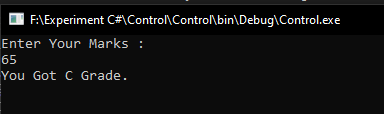 F:\Experiment C#\Control\Control\bin\Debug\Control.exe
Enter Your Marks :
65
You Got C Grade.